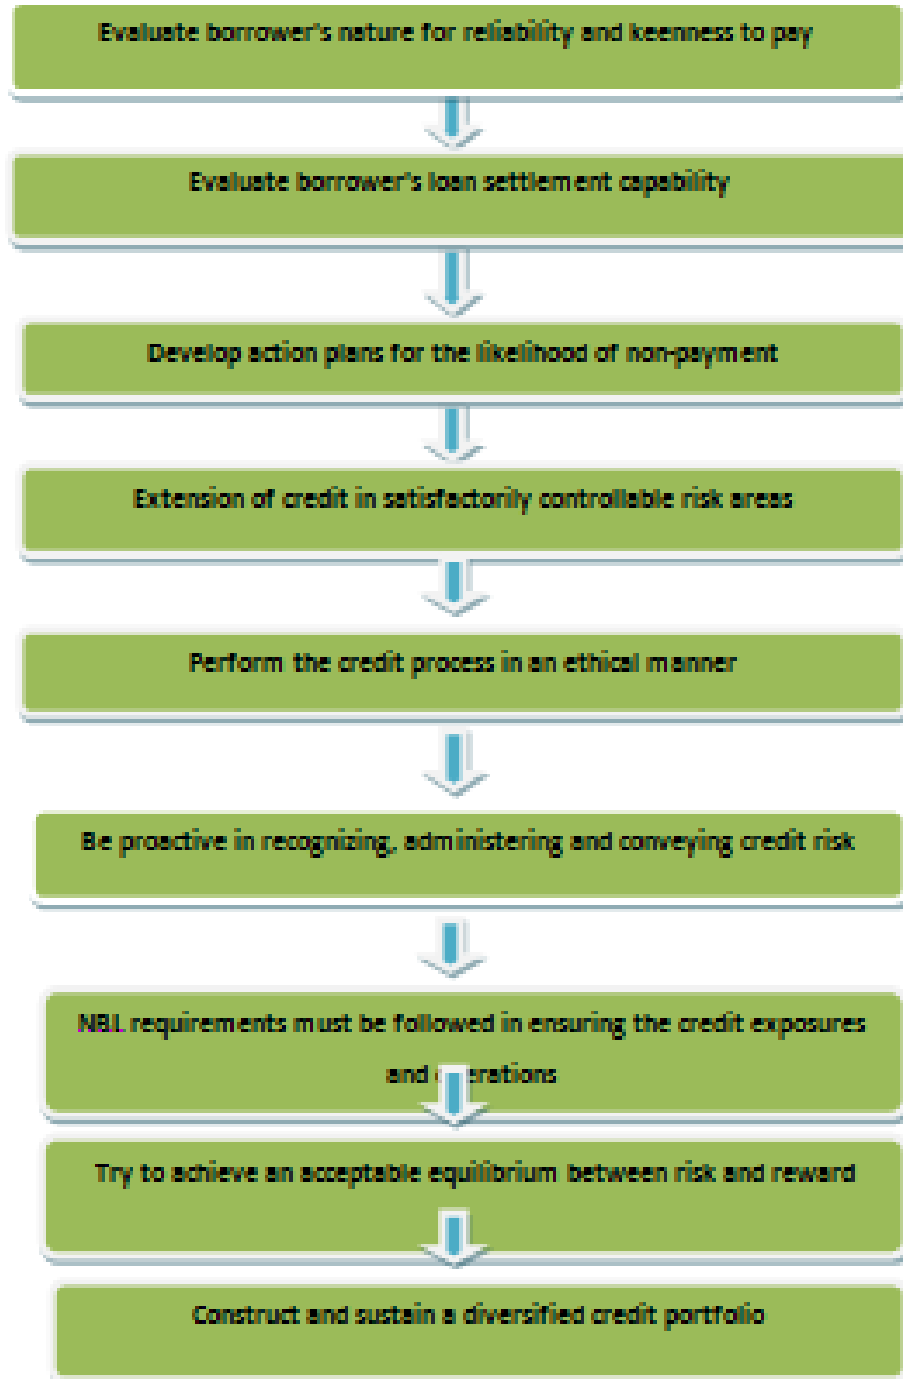 Evaluate borrower's nature for reliability and keenness to pay
Evaluate borrower's loan settlement capability
Develop action plans for the likelihood of non-payment
Extension of credit in satisfactorily controllable risk areas
Perform the credit process in an ethical manner
Be proactive in recognizing, administering and conveying credit risk
NBL requirements must be followed in ensuring the credit exposures
and
Try to achieve an acceptable equilibrium between risk and reward
Construct and sustain a diversified credit portfolio